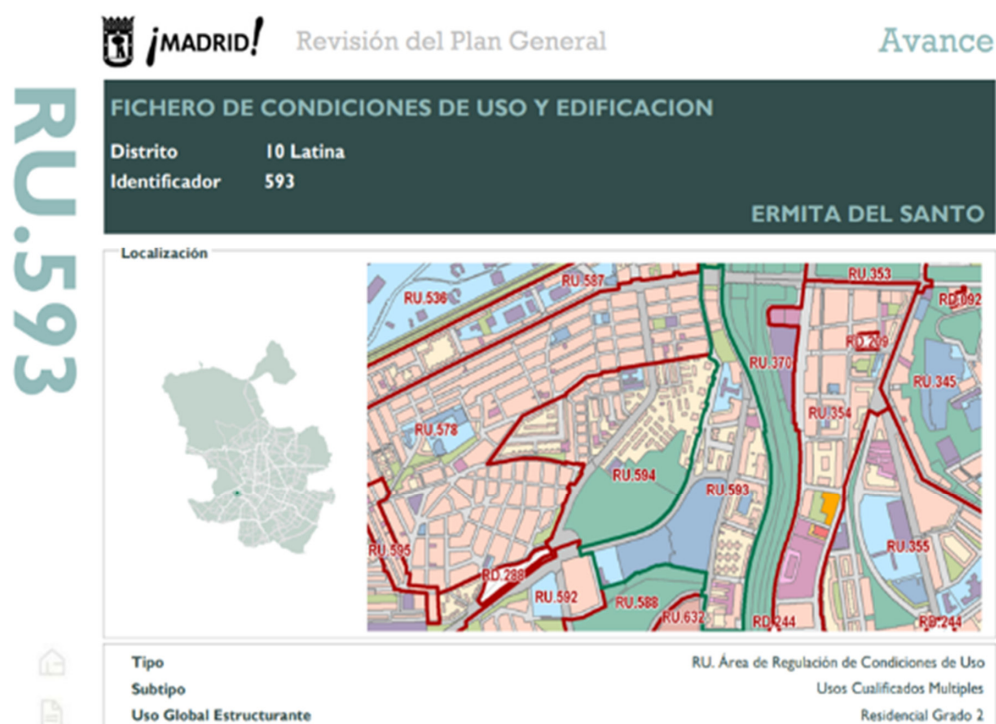 ¡MADRID!
Revisión del Plan General
Avance
RU.593
FICHERO DE CONDICIONES DE USO Y EDIFICACION
Distrito 10 Latina
Identificador 593
ERMITA DEL SANTO
Localización
RU.353
RU.587
RU.536
RD.092
RD.209
RU.370
RU.345
RU.354
RU.578
RU.594
RU.593
RU.595
RU.355
RD.288
RU.592
RU.588
RU.632
RD.244
RD.244
Tipo RU. Área de Regulación de Condiciones de Uso
Subtipo Usos Cualificados Multiples
Uso Global Estructurante Residencial Grado 2